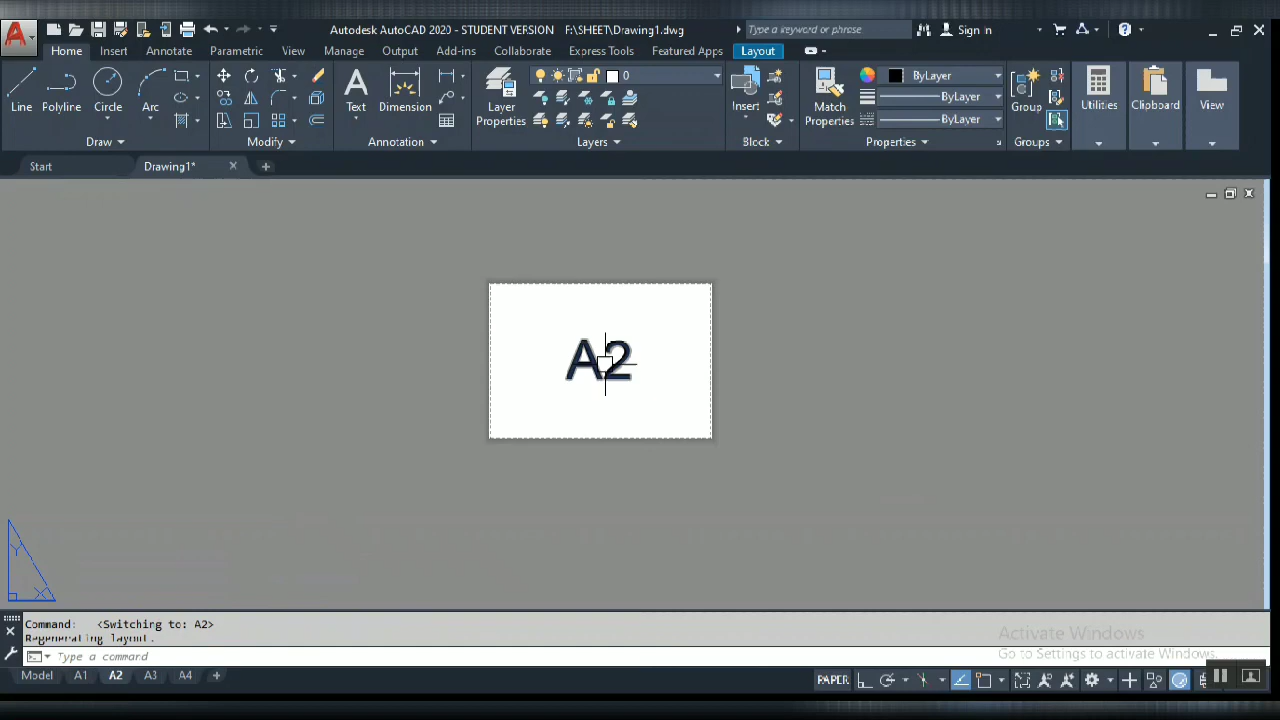 Autodesk AutoCAD 2020 - STUDENT VERSION F:\SHEET\Drawing1.dwg Type a keyword or phrase Sign In
Home Insert Annotate Parametric View Manage Output Add-ins Collaborate Express Tools Featured Apps Layout
0 ByLayer
ByLayer
Line Polyline Circle Arc Text Dimension Layer Properties Insert Match Properties ByLayer Group Utilities Clipboard View
Draw Modify Annotation Layers Block Properties Groups
Start Drawing1*
A2
Y
X
Command: <Switching to: A2>
Regenerating layout.
Activate Windows
Go to Settings to activate Windows.
Type a command
Model A1 A2 A3 A4 PAPER